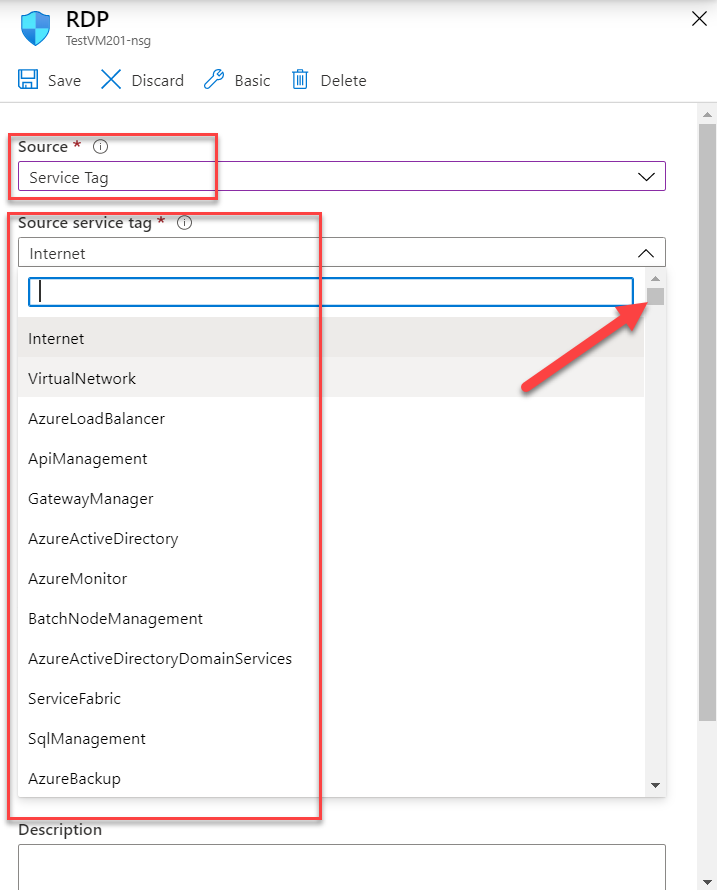 RDP
TestVM201-nsg
Save Discard Basic Delete
Source *
Service Tag
Source service tag *
Internet
Internet
VirtualNetwork
AzureLoadBalancer
ApiManagement
GatewayManager
AzureActiveDirectory
AzureMonitor
BatchNodeManagement
AzureActiveDirectoryDomainServices
ServiceFabric
SqlManagement
AzureBackup
Description